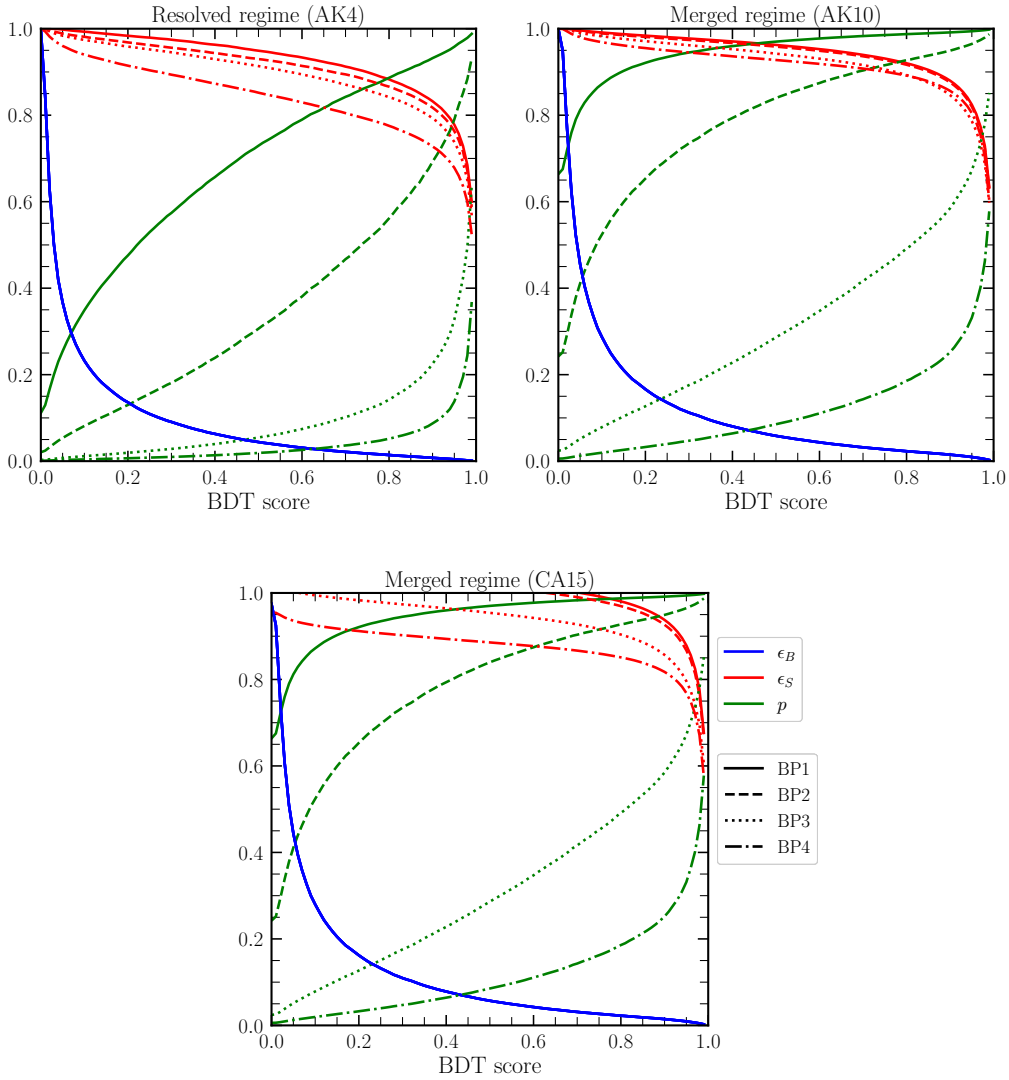 Resolved regime (AK4)
1.0
0.8
0.6
0.4
0.2
0.0
0.0 0.2 0.4 0.6 0.8 1.0
BDT score
Merged regime (AK10)
1.0
0.8
0.6
0.4
0.2
0.0
0.0 0.2 0.4 0.6 0.8 1.0
BDT score
Merged regime (CA15)
1.0
0.8
0.6
0.4
0.2
0.0
0.0 0.2 0.4 0.6 0.8 1.0
BDT score
ϵ_B
ϵ_S
p
BP1
BP2
BP3
BP4